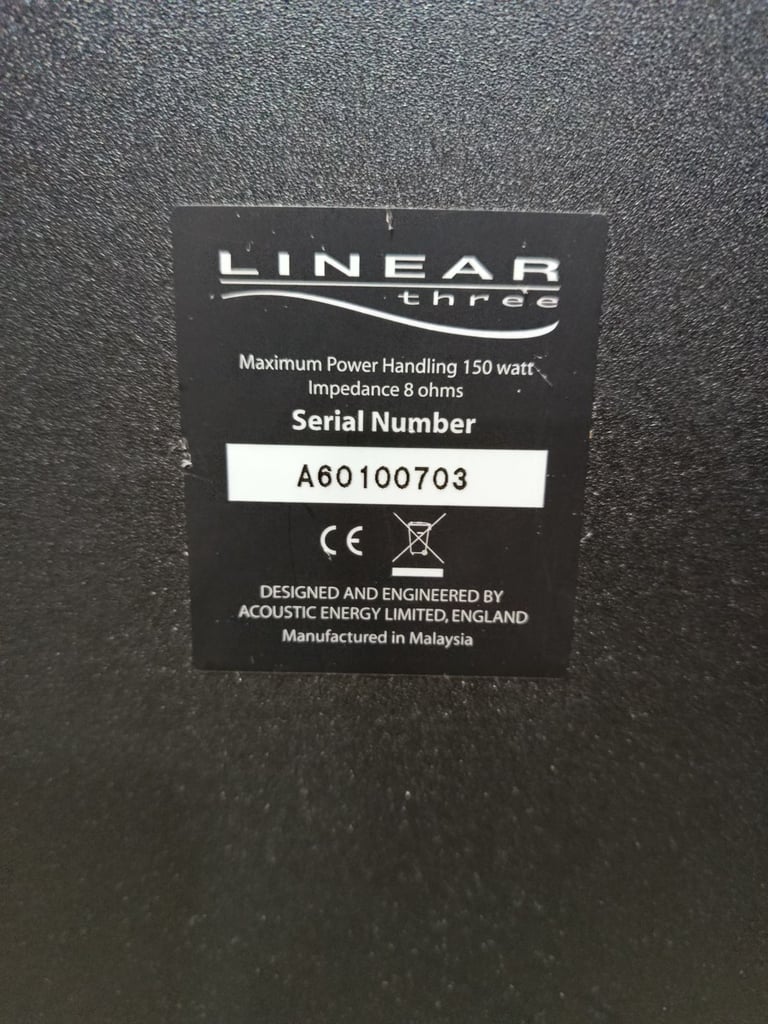 LINEAR
three
Maximum Power Handling 150 watt
Impedance 8 ohms
Serial Number
A60100703
CE
DESIGNED AND ENGINEERED BY
ACOUSTIC ENERGY LIMITED, ENGLAND
Manufactured in Malaysia